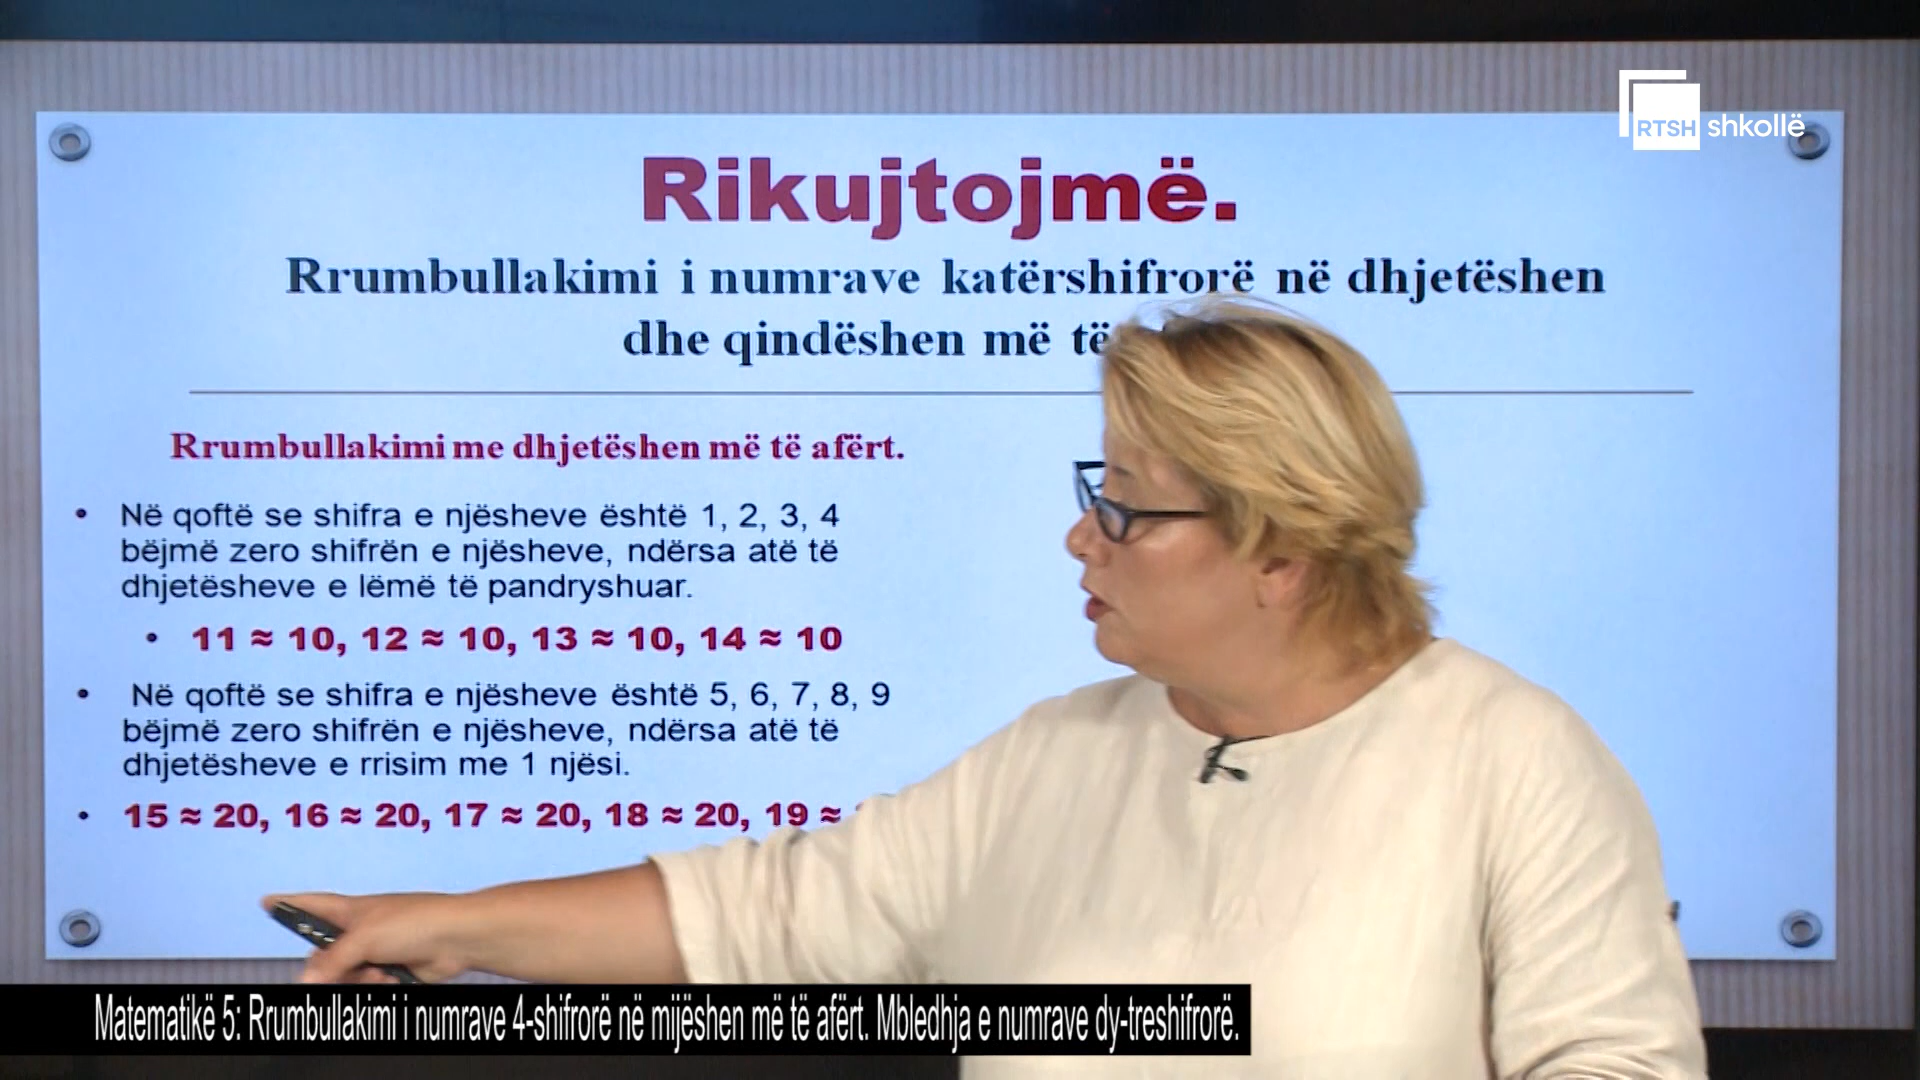 RTSH shkollë
Rikujtojmë.
Rrumbullakimi i numrave katërshifrorë në dhjetëshen
dhe qindëshen më të
Rrumbullakimi me dhjetëshen më të afërt.
• Në qoftë se shifra e njësheve është 1, 2, 3, 4
bëjmë zero shifrën e njësheve, ndërsa atë të
dhjetësheve e lëmë të pandryshuar.
• 11 ≈ 10, 12 ≈ 10, 13 ≈ 10, 14 ≈ 10
• Në qoftë se shifra e njësheve është 5, 6, 7, 8, 9
bëjmë zero shifrën e njësheve, ndërsa atë të
dhjetësheve e rrisim me 1 njësi.
• 15 ≈ 20, 16 ≈ 20, 17 ≈ 20, 18 ≈ 20, 19 ≈
Matematikë 5: Rrumbullakimi i numrave 4-shifrorë në mijëshen më të afërt. Mbledhja e numrave dy-treshifrorë.